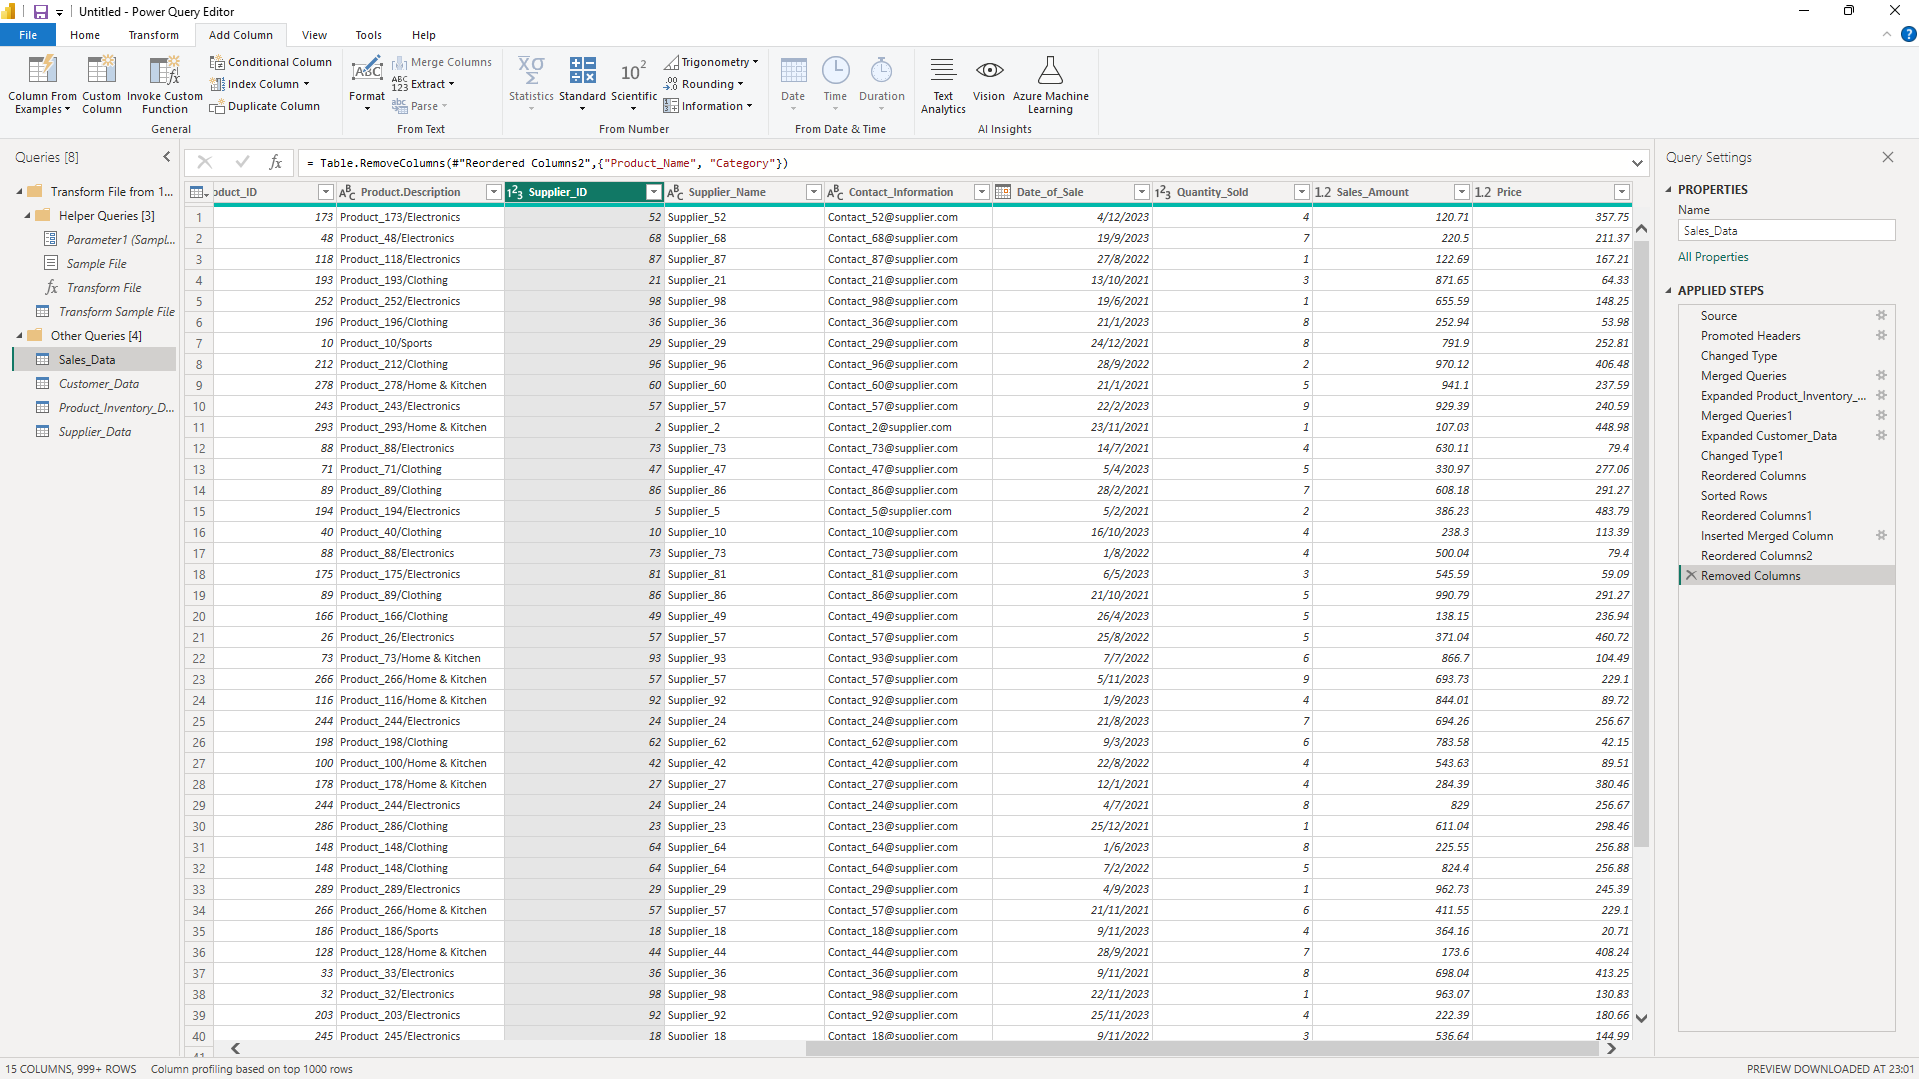 Untitled - Power Query Editor
File Home Transform Add Column View Tools Help
Column From Examples
Custom Column
Invoke Custom Function
Conditional Column
Index Column
Duplicate Column
General
Format
Merge Columns
Extract
Parse
From Text
Statistics
Standard
Scientific
Trigonometry
Rounding
Information
From Number
Date
Time
Duration
From Date & Time
Text Analytics
Vision
Azure Machine Learning
AI Insights
Queries [8]
Transform File from 1...
Helper Queries [3]
Parameter1 (Sampl...
Sample File
Transform File
Transform Sample File
Other Queries [4]
Sales_Data
Customer_Data
Product_Inventory_D...
Supplier_Data
= Table.RemoveColumns(#"Reordered Columns2",{"Product_Name", "Category"})
oduct_ID Product.Description Supplier_ID Supplier_Name Contact_Information Date_of_Sale Quantity_Sold Sales_Amount Price
1 173 Product_173/Electronics 52 Supplier_52 Contact_52@supplier.com 4/12/2023 4 120.71 357.75
2 48 Product_48/Electronics 68 Supplier_68 Contact_68@supplier.com 19/9/2023 7 220.5 211.37
3 118 Product_118/Electronics 87 Supplier_87 Contact_87@supplier.com 27/8/2022 1 122.69 167.21
4 193 Product_193/Clothing 21 Supplier_21 Contact_21@supplier.com 13/10/2021 3 871.65 64.33
5 252 Product_252/Electronics 98 Supplier_98 Contact_98@supplier.com 19/6/2021 1 655.59 148.25
6 196 Product_196/Clothing 36 Supplier_36 Contact_36@supplier.com 21/1/2023 8 252.94 53.98
7 10 Product_10/Sports 29 Supplier_29 Contact_29@supplier.com 24/12/2021 8 791.9 252.81
8 212 Product_212/Clothing 96 Supplier_96 Contact_96@supplier.com 28/9/2022 2 970.12 406.48
9 278 Product_278/Home & Kitchen 60 Supplier_60 Contact_60@supplier.com 21/1/2021 5 941.1 237.59
10 243 Product_243/Electronics 57 Supplier_57 Contact_57@supplier.com 22/2/2023 9 929.39 240.59
11 293 Product_293/Home & Kitchen 2 Supplier_2 Contact_2@supplier.com 23/11/2021 1 107.03 448.98
12 88 Product_88/Electronics 73 Supplier_73 Contact_73@supplier.com 14/7/2021 4 630.11 79.4
13 71 Product_71/Clothing 47 Supplier_47 Contact_47@supplier.com 5/4/2023 5 330.97 277.06
14 89 Product_89/Clothing 86 Supplier_86 Contact_86@supplier.com 28/2/2021 7 608.18 291.27
15 194 Product_194/Electronics 5 Supplier_5 Contact_5@supplier.com 5/2/2021 2 386.23 483.79
16 40 Product_40/Clothing 10 Supplier_10 Contact_10@supplier.com 16/10/2023 4 238.3 113.39
17 88 Product_88/Electronics 73 Supplier_73 Contact_73@supplier.com 1/8/2022 4 500.04 79.4
18 175 Product_175/Electronics 81 Supplier_81 Contact_81@supplier.com 6/5/2023 3 545.59 59.09
19 89 Product_89/Clothing 86 Supplier_86 Contact_86@supplier.com 21/10/2021 5 990.79 291.27
20 166 Product_166/Clothing 49 Supplier_49 Contact_49@supplier.com 26/4/2023 5 138.15 236.94
21 26 Product_26/Electronics 57 Supplier_57 Contact_57@supplier.com 25/8/2022 5 371.04 460.72
22 73 Product_73/Home & Kitchen 93 Supplier_93 Contact_93@supplier.com 7/7/2022 6 866.7 104.49
23 266 Product_266/Home & Kitchen 57 Supplier_57 Contact_57@supplier.com 5/11/2023 9 693.73 229.1
24 116 Product_116/Home & Kitchen 92 Supplier_92 Contact_92@supplier.com 1/9/2023 4 844.01 89.72
25 244 Product_244/Electronics 24 Supplier_24 Contact_24@supplier.com 21/8/2023 7 694.26 256.67
26 198 Product_198/Clothing 62 Supplier_62 Contact_62@supplier.com 9/3/2023 6 783.58 42.15
27 100 Product_100/Home & Kitchen 42 Supplier_42 Contact_42@supplier.com 22/8/2022 4 543.63 89.51
28 178 Product_178/Home & Kitchen 27 Supplier_27 Contact_27@supplier.com 12/1/2021 4 284.39 380.46
29 244 Product_244/Electronics 24 Supplier_24 Contact_24@supplier.com 4/7/2021 8 829 256.67
30 286 Product_286/Clothing 23 Supplier_23 Contact_23@supplier.com 25/12/2021 1 611.04 298.46
31 148 Product_148/Clothing 64 Supplier_64 Contact_64@supplier.com 1/6/2023 8 225.55 256.88
32 148 Product_148/Clothing 64 Supplier_64 Contact_64@supplier.com 7/2/2022 5 824.4 256.88
33 289 Product_289/Electronics 29 Supplier_29 Contact_29@supplier.com 4/9/2023 1 962.73 245.39
34 266 Product_266/Home & Kitchen 57 Supplier_57 Contact_57@supplier.com 21/11/2021 6 411.55 229.1
35 186 Product_186/Sports 18 Supplier_18 Contact_18@supplier.com 9/11/2023 4 364.16 20.71
36 128 Product_128/Home & Kitchen 44 Supplier_44 Contact_44@supplier.com 28/9/2021 7 173.6 408.24
37 33 Product_33/Electronics 36 Supplier_36 Contact_36@supplier.com 9/11/2021 8 698.04 413.25
38 32 Product_32/Electronics 98 Supplier_98 Contact_98@supplier.com 22/11/2023 1 963.07 130.83
39 203 Product_203/Electronics 92 Supplier_92 Contact_92@supplier.com 25/11/2023 4 222.39 180.66
40 245 Product_245/Electronics 18 Supplier_18 Contact_18@supplier.com 9/11/2022 3 536.64 144.99
41
Query Settings
PROPERTIES
Name
Sales_Data
All Properties
APPLIED STEPS
Source
Promoted Headers
Changed Type
Merged Queries
Expanded Product_Inventory_...
Merged Queries1
Expanded Customer_Data
Changed Type1
Reordered Columns
Sorted Rows
Reordered Columns1
Inserted Merged Column
Reordered Columns2
Removed Columns
15 COLUMNS, 999+ ROWS Column profiling based on top 1000 rows
PREVIEW DOWNLOADED AT 23:01